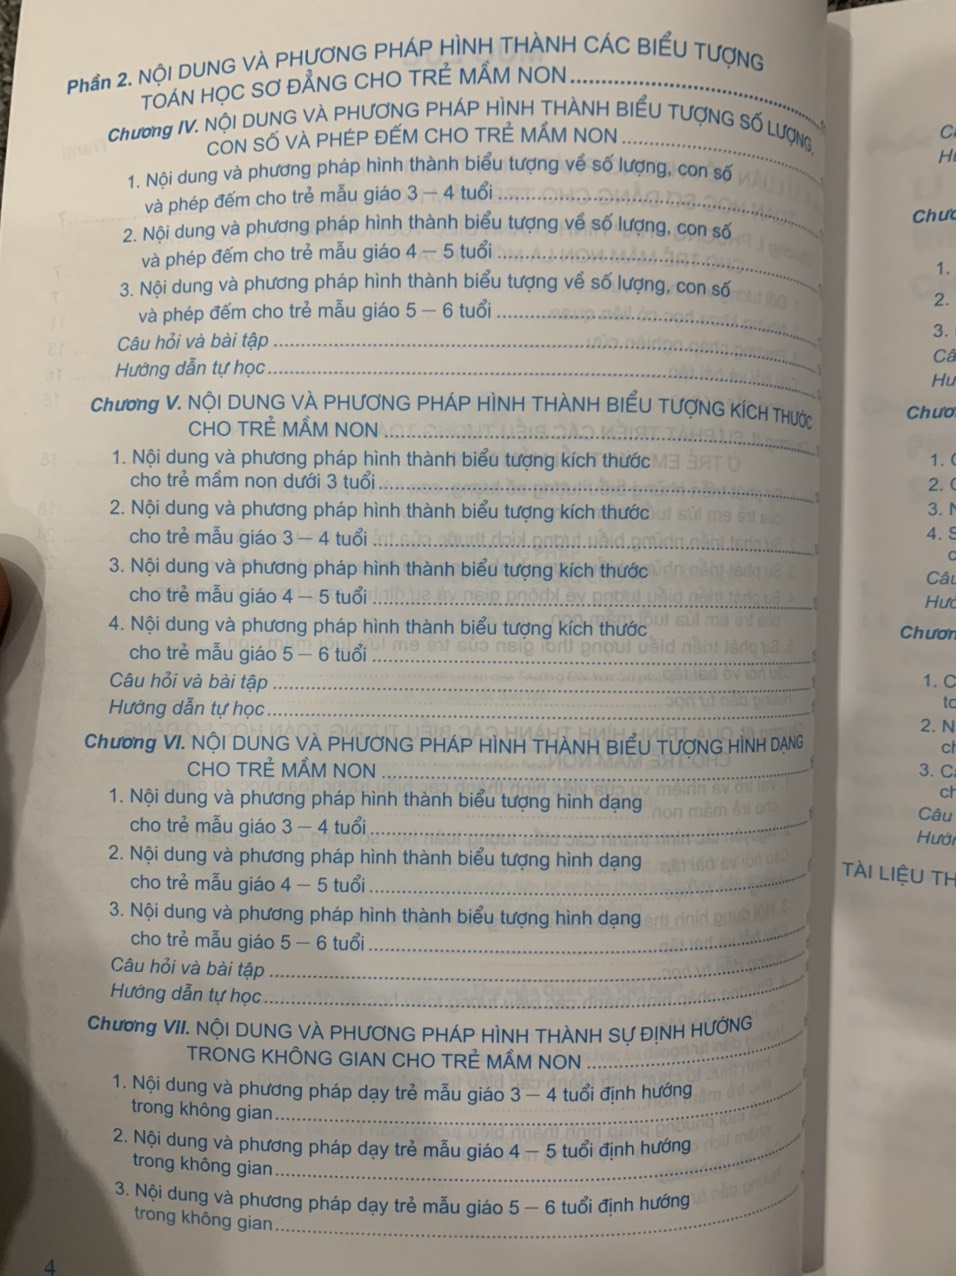 Phần 2. NỘI DUNG VÀ PHƯƠNG PHÁP HÌNH THÀNH CÁC BIỂU TƯỢNG
TOÁN HỌC SƠ ĐẲNG CHO TRẺ MẦM NON
Chương IV. NỘI DUNG VÀ PHƯƠNG PHÁP HÌNH THÀNH BIỂU TƯỢNG SỐ LƯỢNG,
CON SỐ VÀ PHÉP ĐẾM CHO TRẺ MẦM NON
1. Nội dung và phương pháp hình thành biểu tượng về số lượng, con số
và phép đếm cho trẻ mẫu giáo 3 – 4 tuổi
2. Nội dung và phương pháp hình thành biểu tượng về số lượng, con số
và phép đếm cho trẻ mẫu giáo 4 – 5 tuổi
3. Nội dung và phương pháp hình thành biểu tượng về số lượng, con số
và phép đếm cho trẻ mẫu giáo 5 – 6 tuổi
Câu hỏi và bài tập
Hướng dẫn tự học
Chương V. NỘI DUNG VÀ PHƯƠNG PHÁP HÌNH THÀNH BIỂU TƯỢNG KÍCH THƯỚC
CHO TRẺ MẦM NON
1. Nội dung và phương pháp hình thành biểu tượng kích thước
cho trẻ mầm non dưới 3 tuổi
2. Nội dung và phương pháp hình thành biểu tượng kích thước
cho trẻ mẫu giáo 3 – 4 tuổi
3. Nội dung và phương pháp hình thành biểu tượng kích thước
cho trẻ mẫu giáo 4 – 5 tuổi
4. Nội dung và phương pháp hình thành biểu tượng kích thước
cho trẻ mẫu giáo 5 – 6 tuổi
Câu hỏi và bài tập
Hướng dẫn tự học
Chương VI. NỘI DUNG VÀ PHƯƠNG PHÁP HÌNH THÀNH BIỂU TƯỢNG HÌNH DẠNG
CHO TRẺ MẦM NON
1. Nội dung và phương pháp hình thành biểu tượng hình dạng
cho trẻ mẫu giáo 3 – 4 tuổi
2. Nội dung và phương pháp hình thành biểu tượng hình dạng
cho trẻ mẫu giáo 4 – 5 tuổi
3. Nội dung và phương pháp hình thành biểu tượng hình dạng
cho trẻ mẫu giáo 5 – 6 tuổi
Câu hỏi và bài tập
Hướng dẫn tự học
Chương VII. NỘI DUNG VÀ PHƯƠNG PHÁP HÌNH THÀNH SỰ ĐỊNH HƯỚNG
TRONG KHÔNG GIAN CHO TRẺ MẦM NON
1. Nội dung và phương pháp dạy trẻ mẫu giáo 3 – 4 tuổi định hướng
trong không gian
2. Nội dung và phương pháp dạy trẻ mẫu giáo 4 – 5 tuổi định hướng
trong không gian
3. Nội dung và phương pháp dạy trẻ mẫu giáo 5 – 6 tuổi định hướng
trong không gian
4
1.
2.
3.
1.
2.
3.
4.
1.
2.
3.
Câu
TÀI LIỆU